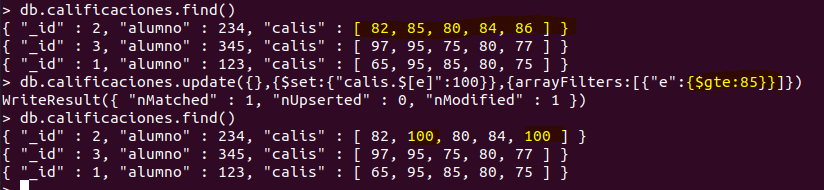 > db.calificaciones.find()
{ "_id" : 2, "alumno" : 234, "calis" : [ 82, 85, 80, 84, 86 ] }
{ "_id" : 3, "alumno" : 345, "calis" : [ 97, 95, 75, 80, 77 ] }
{ "_id" : 1, "alumno" : 123, "calis" : [ 65, 95, 85, 80, 75 ] }
> db.calificaciones.update({},{$set:{"calis.$[e]":100}},{arrayFilters:[{"e":{$gte:85}}]})
WriteResult({ "nMatched" : 1, "nUpserted" : 0, "nModified" : 1 })
> db.calificaciones.find()
{ "_id" : 2, "alumno" : 234, "calis" : [ 82, 100, 80, 84, 100 ] }
{ "_id" : 3, "alumno" : 345, "calis" : [ 97, 95, 75, 80, 77 ] }
{ "_id" : 1, "alumno" : 123, "calis" : [ 65, 95, 85, 80, 75 ] }
>